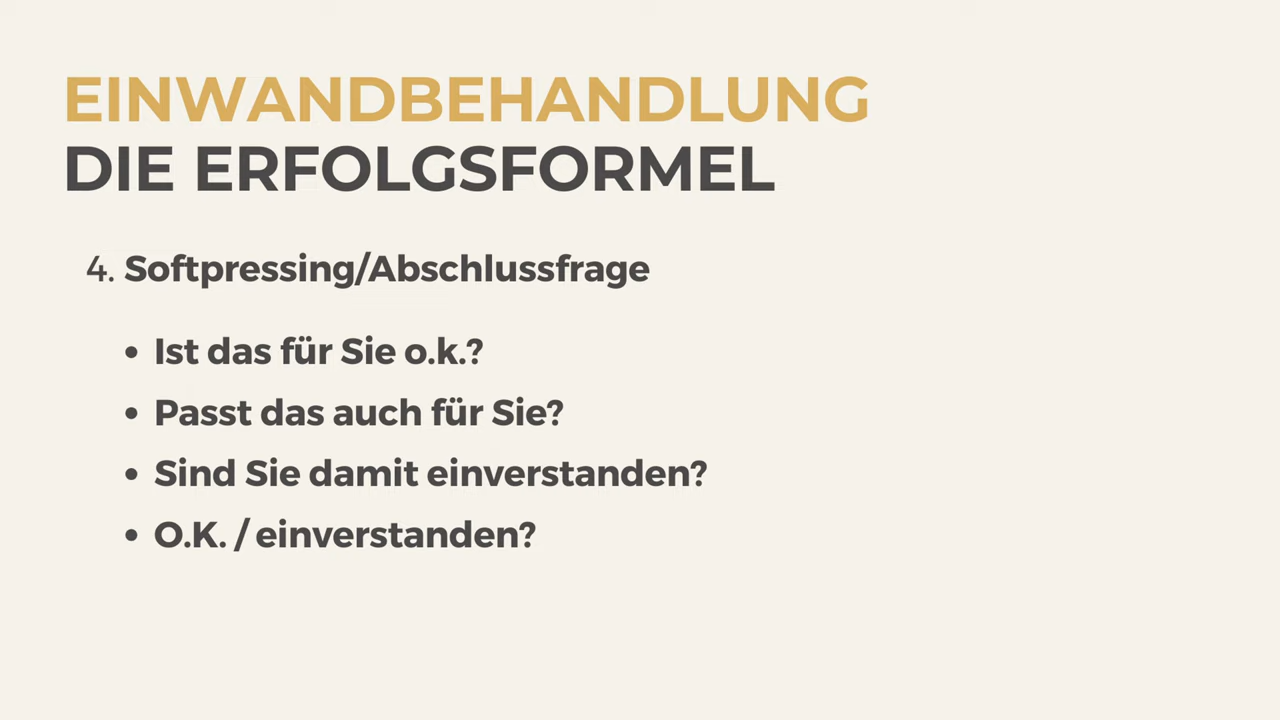 EINWANDBEHANDLUNG
DIE ERFOLGSFORMEL
4. Softpressing/Abschlussfrage
• Ist das für Sie o.k.?
• Passt das auch für Sie?
• Sind Sie damit einverstanden?
• O.K. / einverstanden?